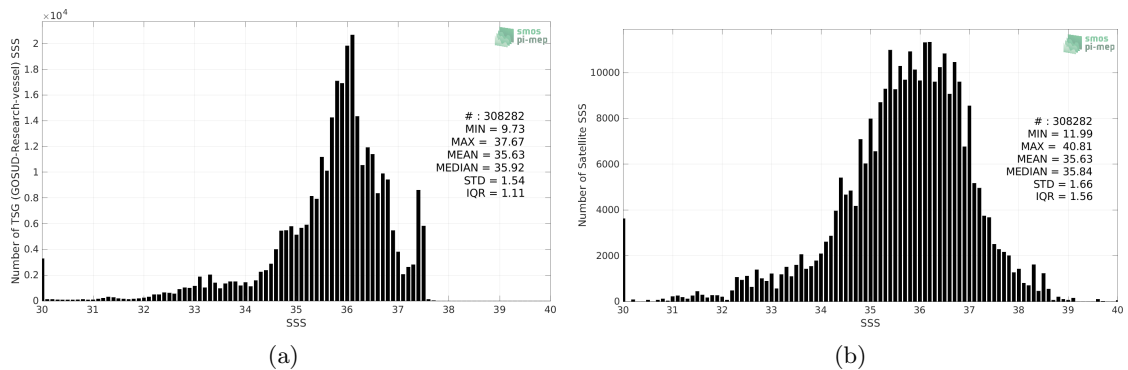 ×10⁴
Number of TSG (GOSUD-Research-vessel) SSS
2
1.8
1.6
1.4
1.2
1
0.8
0.6
0.4
0.2
0
30 31 32 33 34 35 36 37 38 39 40
SSS
smos
pi-mep
# : 308282
MIN = 9.73
MAX = 37.67
MEAN = 35.63
MEDIAN = 35.92
STD = 1.54
IQR = 1.11
(a)
Number of Satellite SSS
10000
8000
6000
4000
2000
0
30 31 32 33 34 35 36 37 38 39 40
SSS
smos
pi-mep
# : 308282
MIN = 11.99
MAX = 40.81
MEAN = 35.63
MEDIAN = 35.84
STD = 1.66
IQR = 1.56
(b)